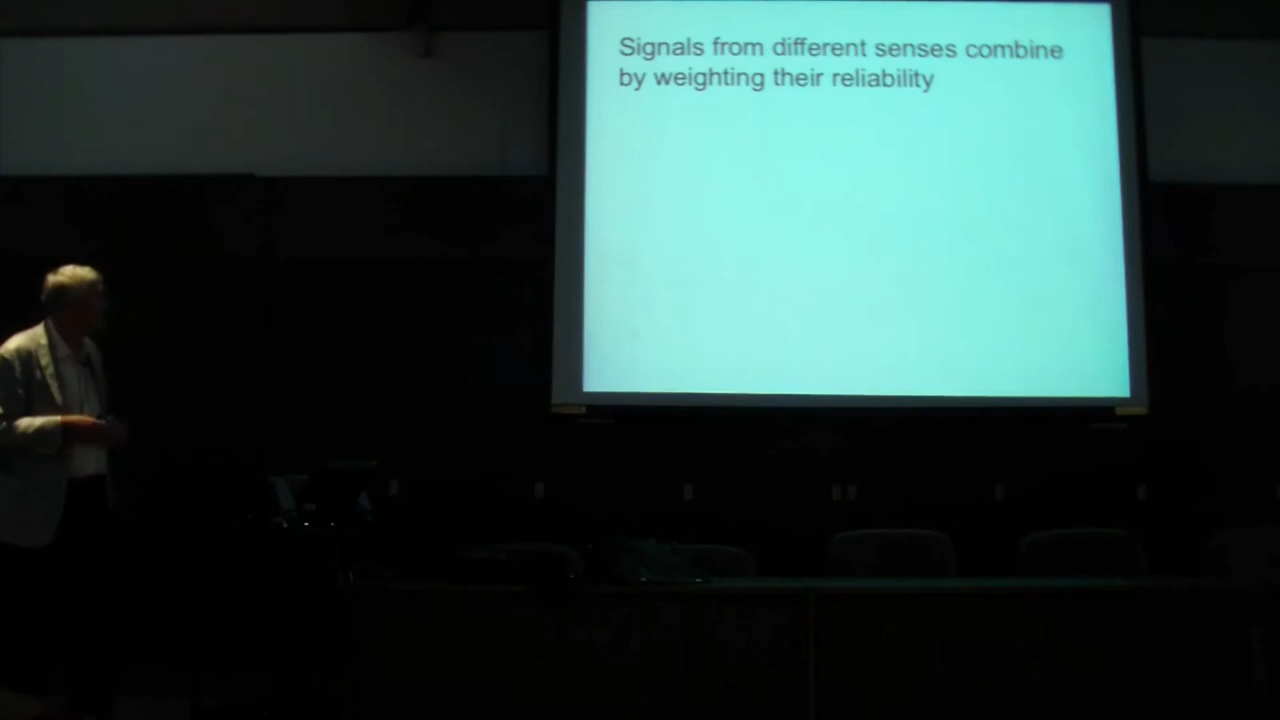 Signals from different senses combine
by weighting their reliability